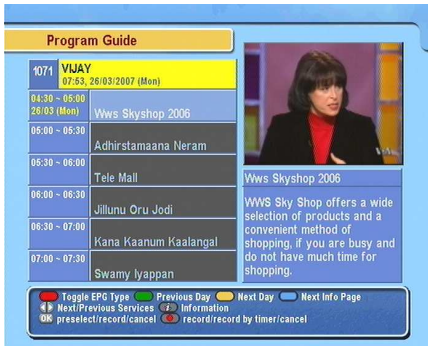 Program Guide
1071 VIJAY
07:53, 26/03/2007 (Mon)
04:30 ~ 05:00
26/03 (Mon)
Wws Skyshop 2006
05:00 ~ 05:30
Adhirstamaana Neram
05:30 ~ 06:00
Tele Mall
06:00 ~ 06:30
Jillunu Oru Jodi
06:30 ~ 07:00
Kana Kaanum Kaalangal
07:00 ~ 07:30
Swamy Iyappan
Wws Skyshop 2006
WWS Sky Shop offers a wide
selection of products and a
convenient method of
shopping, if you are busy and
do not have much time for
shopping.
Toggle EPG Type Previous Day Next Day Next Info Page
Next/Previous Services i Information
OK preselect/record/cancel record/record by timer/cancel